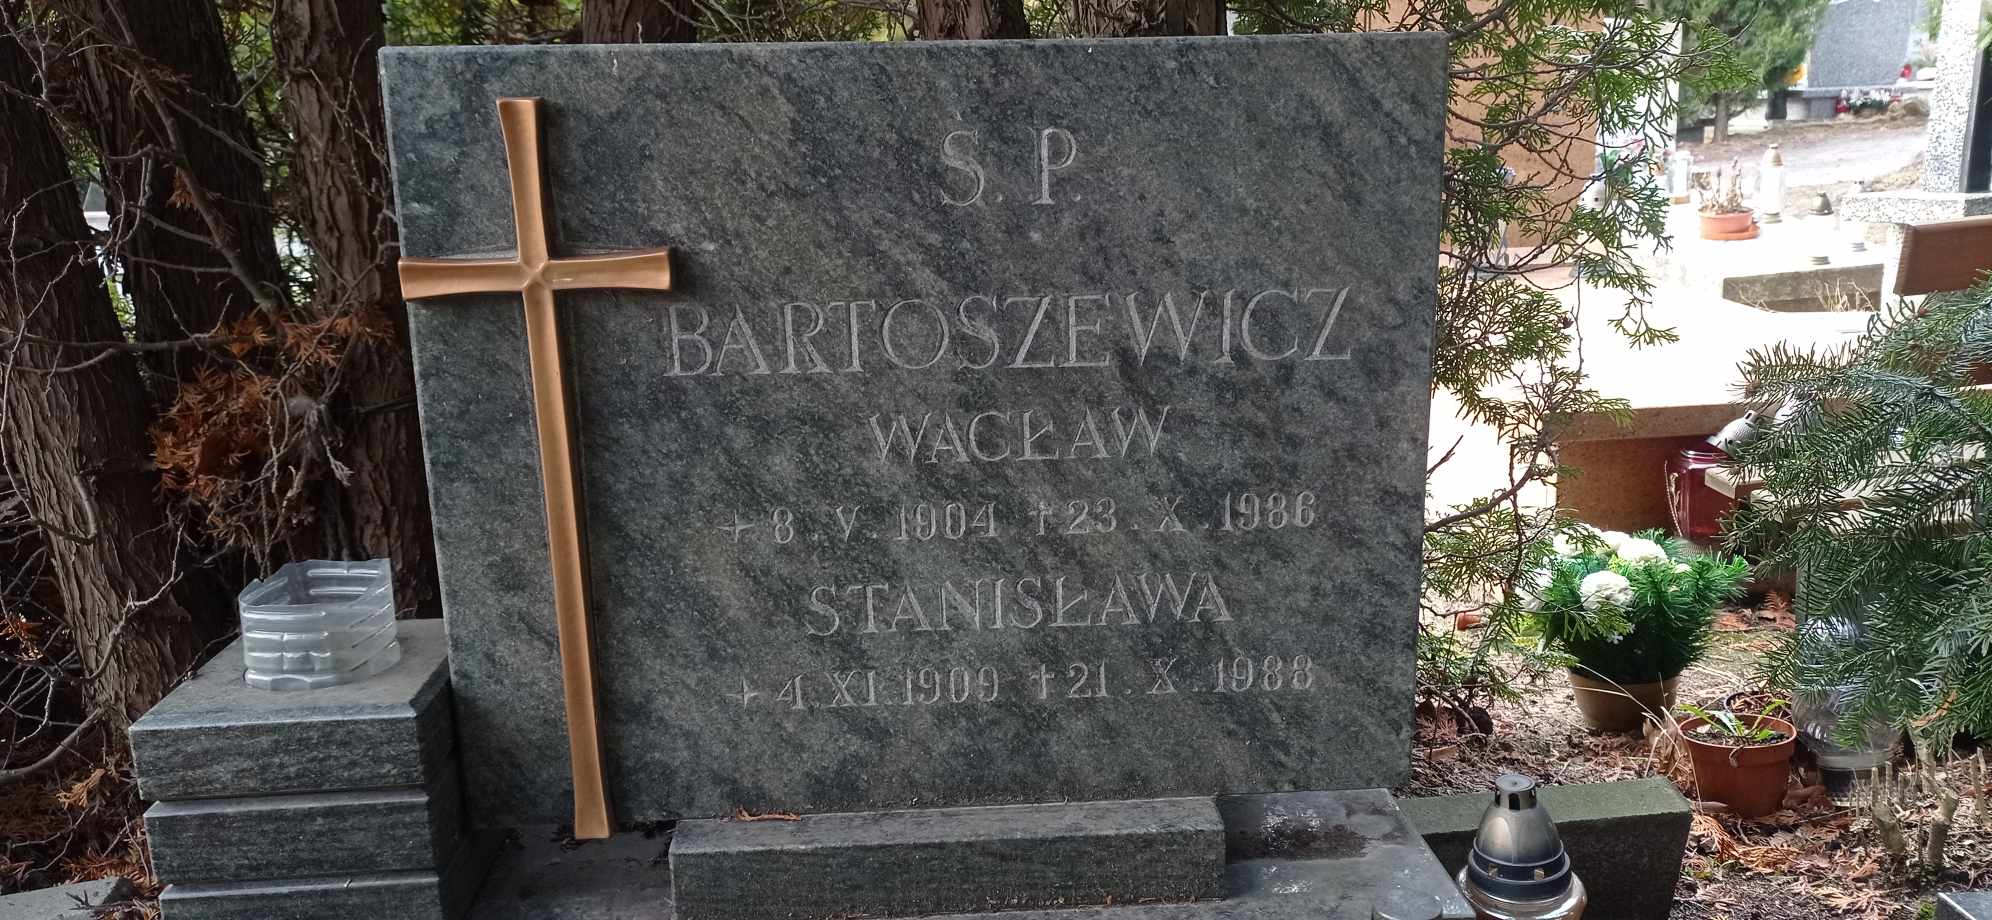 Ś. P.
BARTOSZEWICZ
WACŁAW
+ 8. V. 1904 † 23. X. 1986
STANISŁAWA
+ 4. XI. 1909 † 21. X. 1988